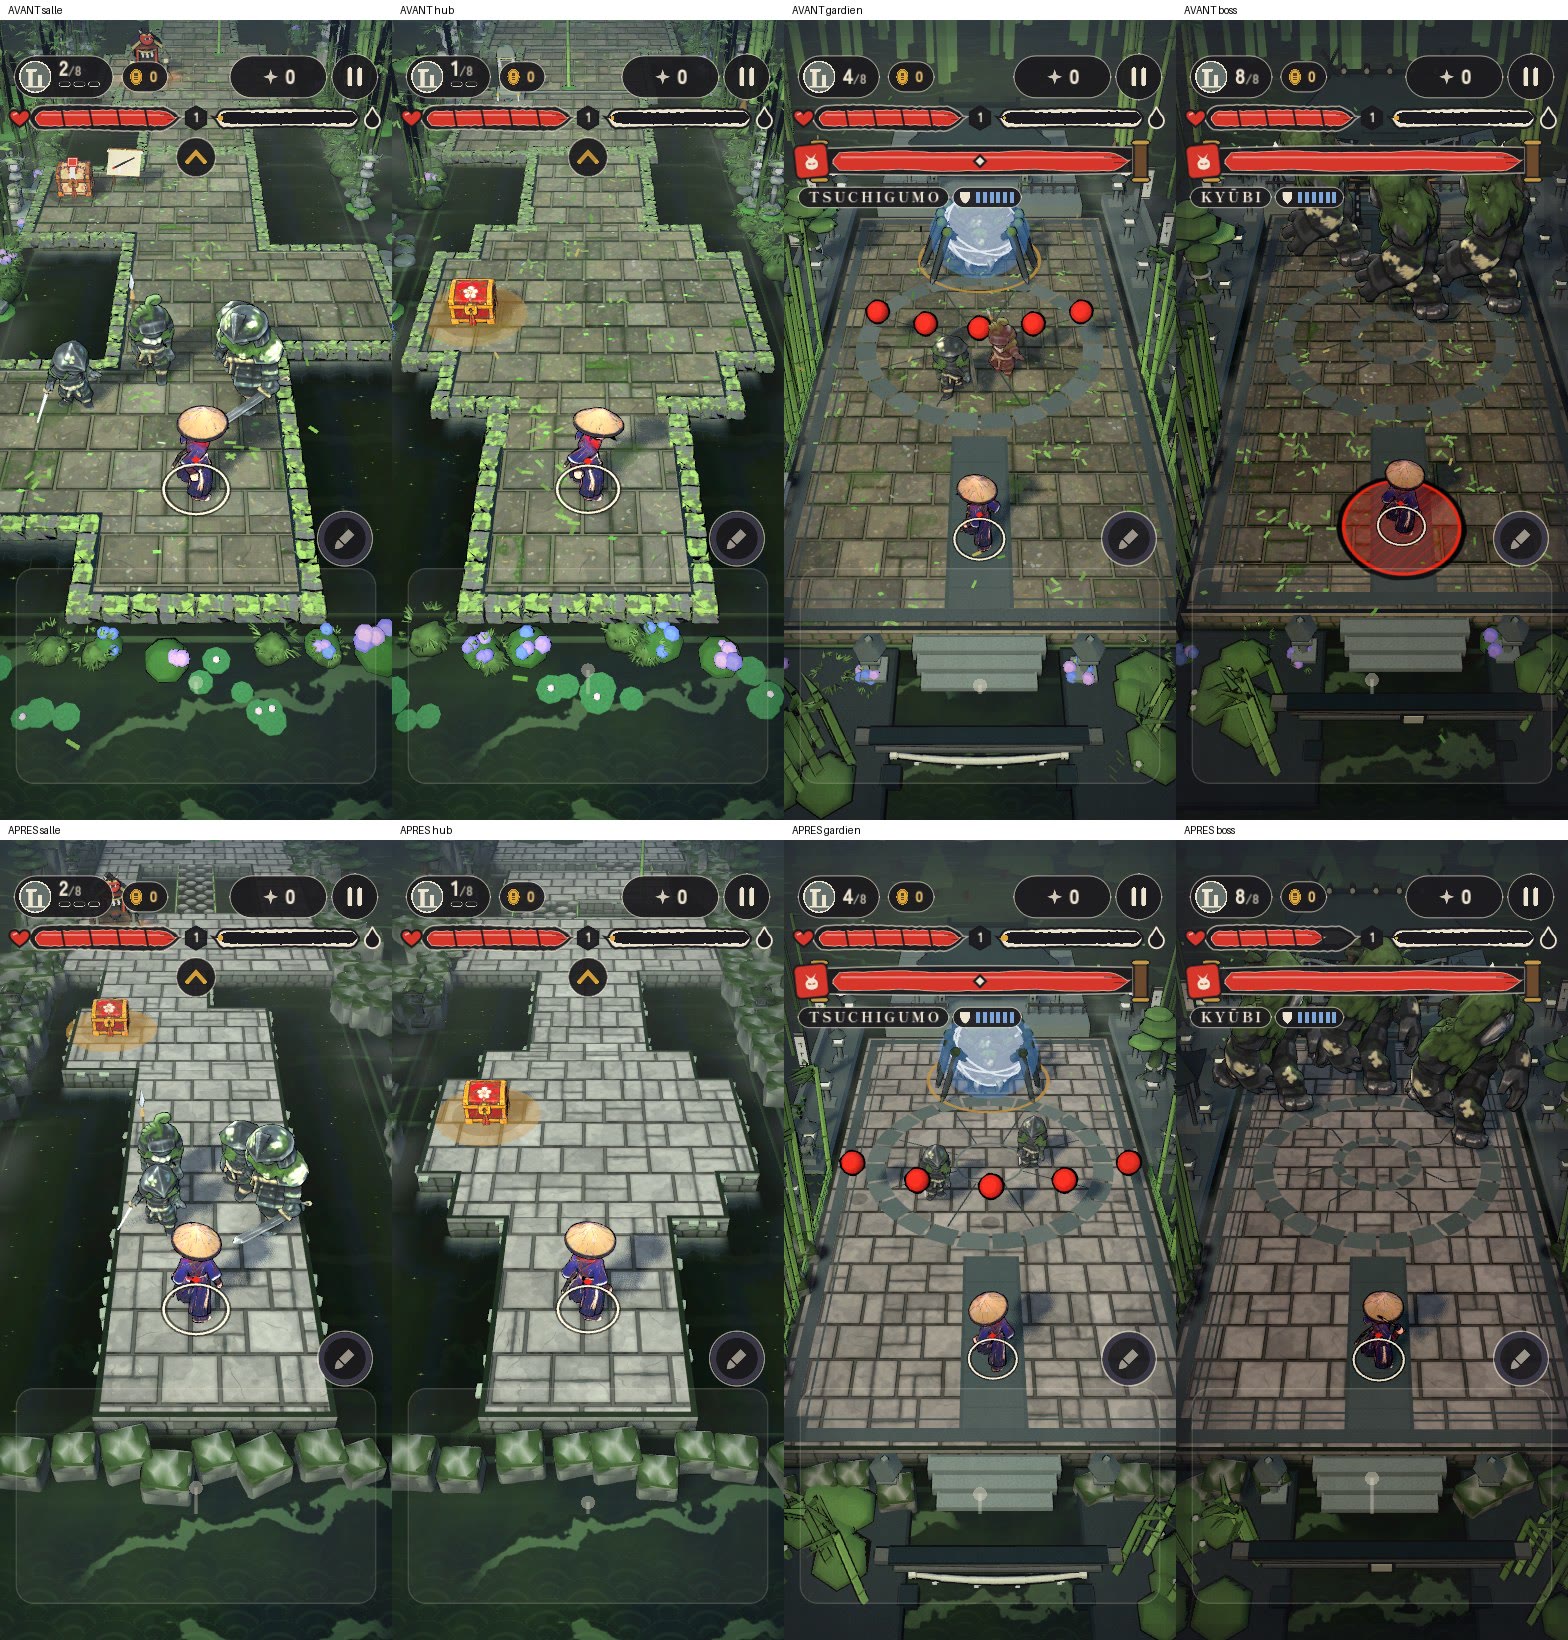 AVANT salle
AVANT hub
AVANT gardien
AVANT boss
2/8
0
0
1
1/8
0
0
1
4/8
0
0
1
TSUCHIGUMO
8/8
0
0
1
KYŪBI
APRES salle
APRES hub
APRES gardien
APRES boss
2/8
0
0
1
1/8
0
0
1
4/8
0
0
1
TSUCHIGUMO
8/8
0
0
1
KYŪBI